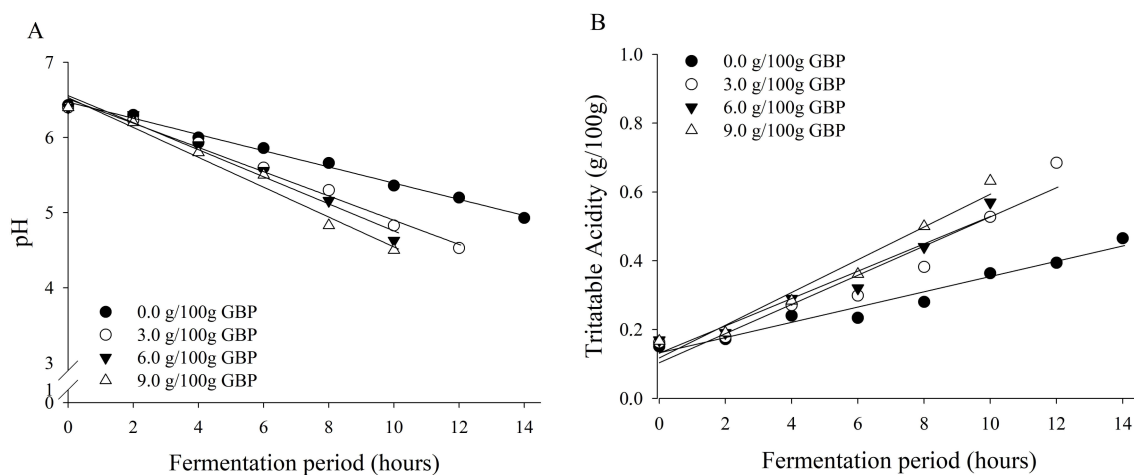 A
7
6
5
4
3
1
0
pH
0.0 g/100g GBP
3.0 g/100g GBP
6.0 g/100g GBP
9.0 g/100g GBP
0 2 4 6 8 10 12 14
Fermentation period (hours)
B
1.0
0.8
0.6
0.4
0.2
0.0
Tritatable Acidity (g/100g)
0.0 g/100g GBP
3.0 g/100g GBP
6.0 g/100g GBP
9.0 g/100g GBP
0 2 4 6 8 10 12 14
Fermentation period (hours)